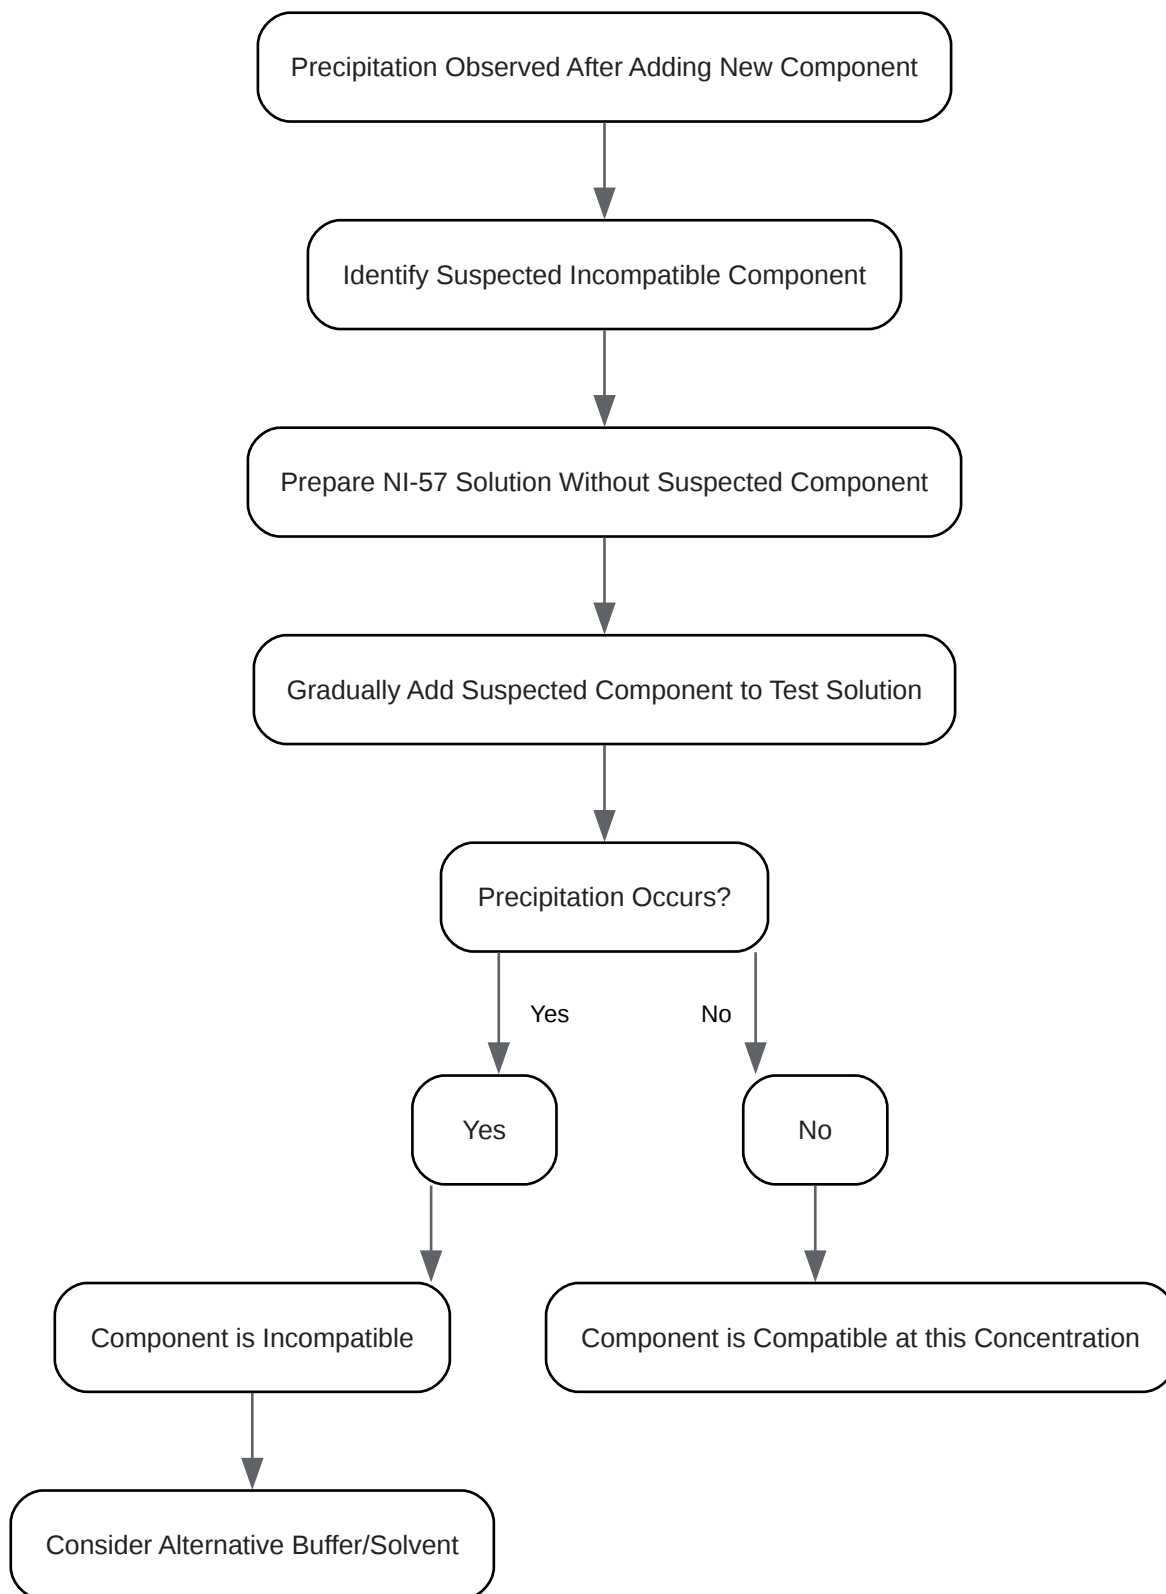 Precipitation Observed After Adding New Component
Identify Suspected Incompatible Component
Prepare NI-57 Solution Without Suspected Component
Gradually Add Suspected Component to Test Solution
Precipitation Occurs?
Yes
No
Yes
No
Component is Incompatible
Component is Compatible at this Concentration
Consider Alternative Buffer/Solvent